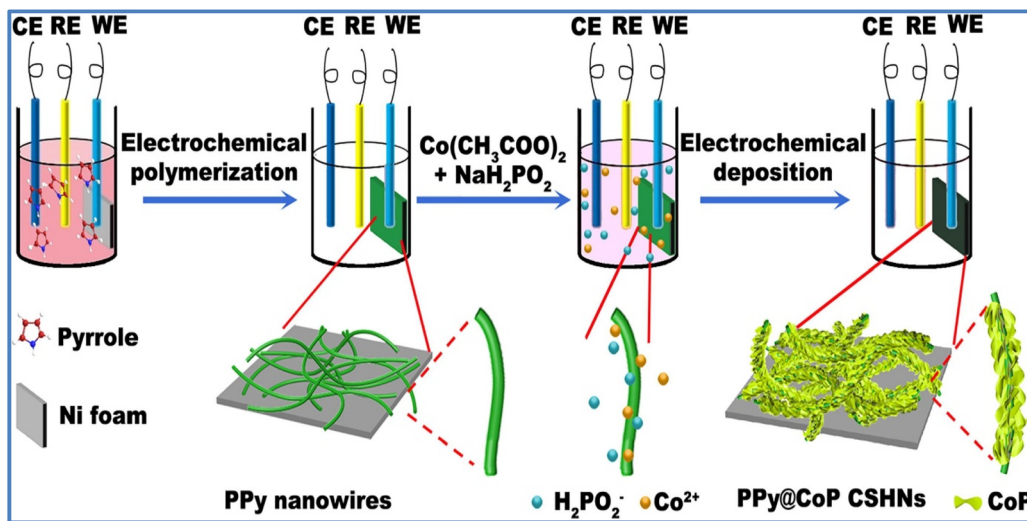 CE RE WE
CE RE WE
CE RE WE
CE RE WE
Electrochemical
polymerization
Co(CH₃COO)₂
+ NaH₂PO₂
Electrochemical
deposition
Pyrrole
Ni foam
PPy nanowires
H₂PO₂⁻
Co²⁺
PPy@CoP CSHNs
CoP